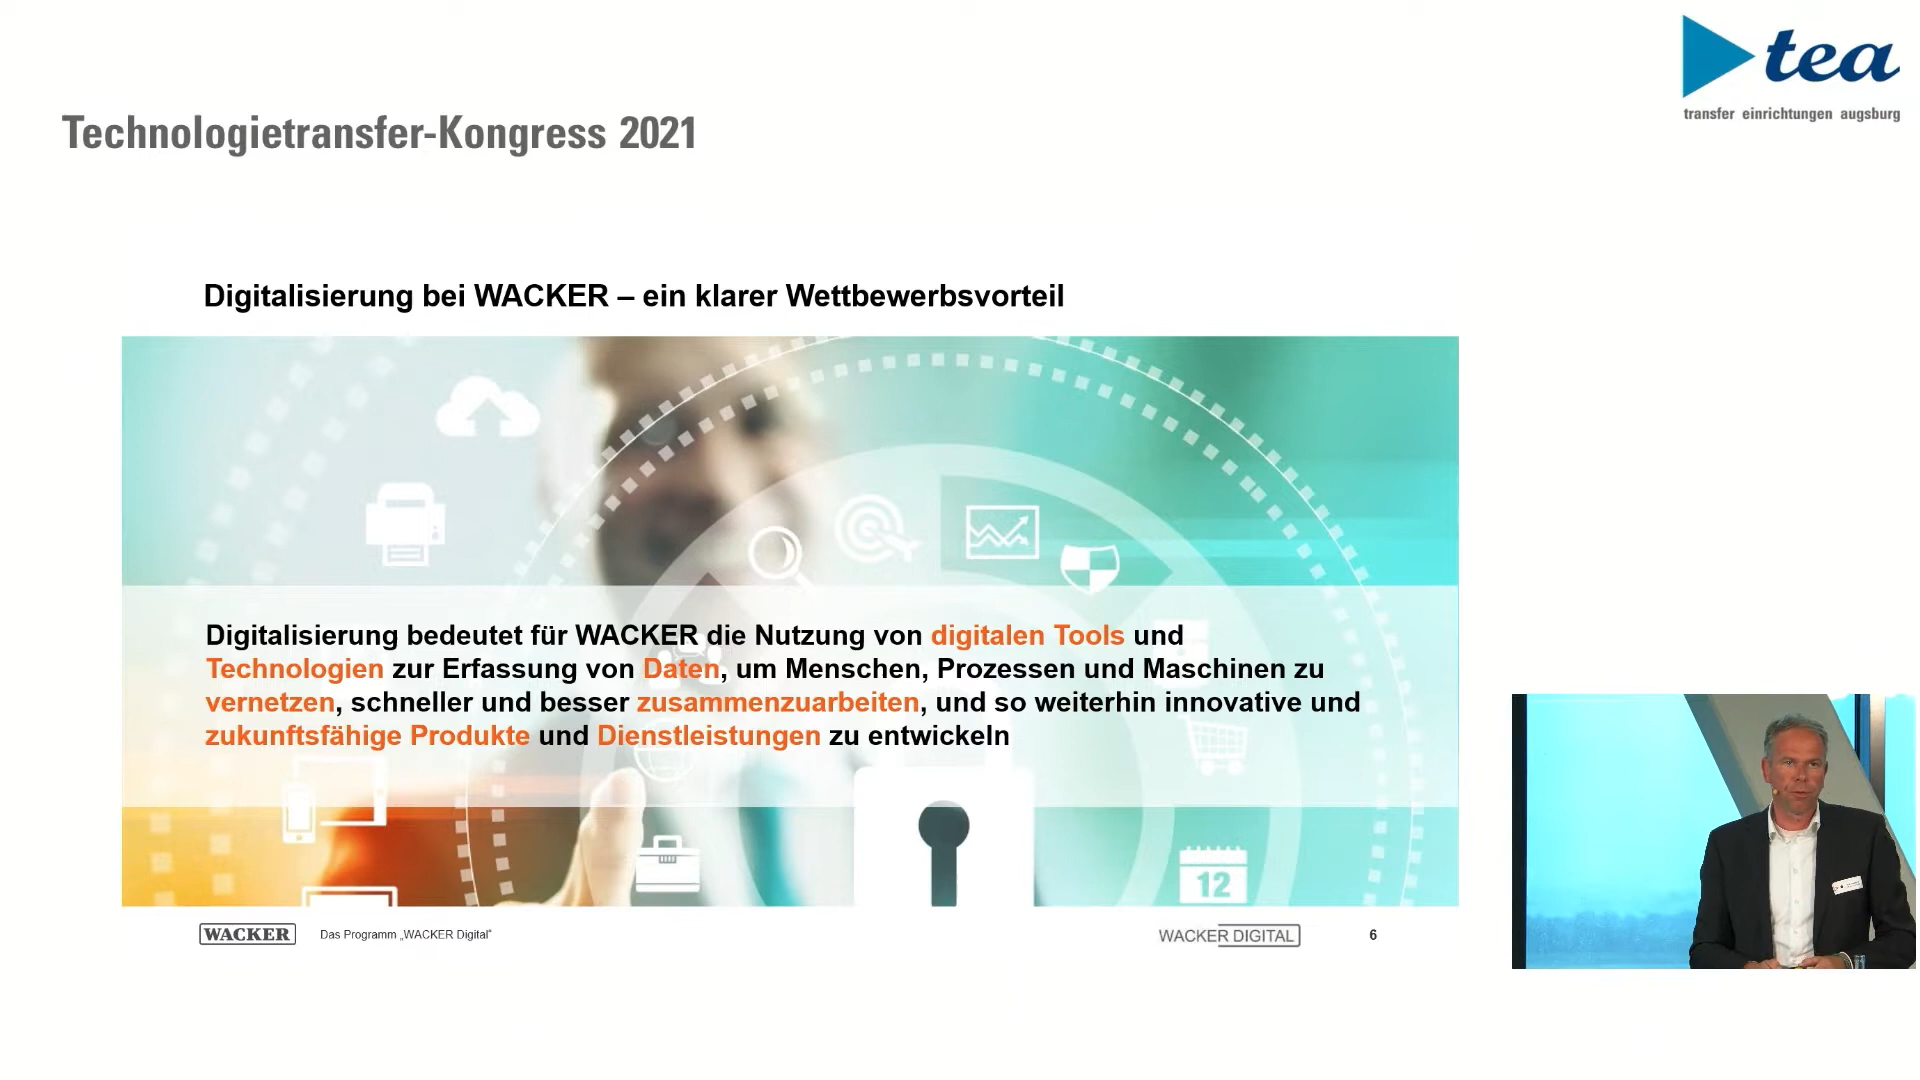 tea
transfer einrichtungen augsburg
Technologietransfer-Kongress 2021
Digitalisierung bei WACKER – ein klarer Wettbewerbsvorteil
Digitalisierung bedeutet für WACKER die Nutzung von digitalen Tools und
Technologien zur Erfassung von Daten, um Menschen, Prozessen und Maschinen zu
vernetzen, schneller und besser zusammenzuarbeiten, und so weiterhin innovative und
zukunftsfähige Produkte und Dienstleistungen zu entwickeln
12
WACKER
Das Programm „WACKER Digital“
WACKER DIGITAL
6